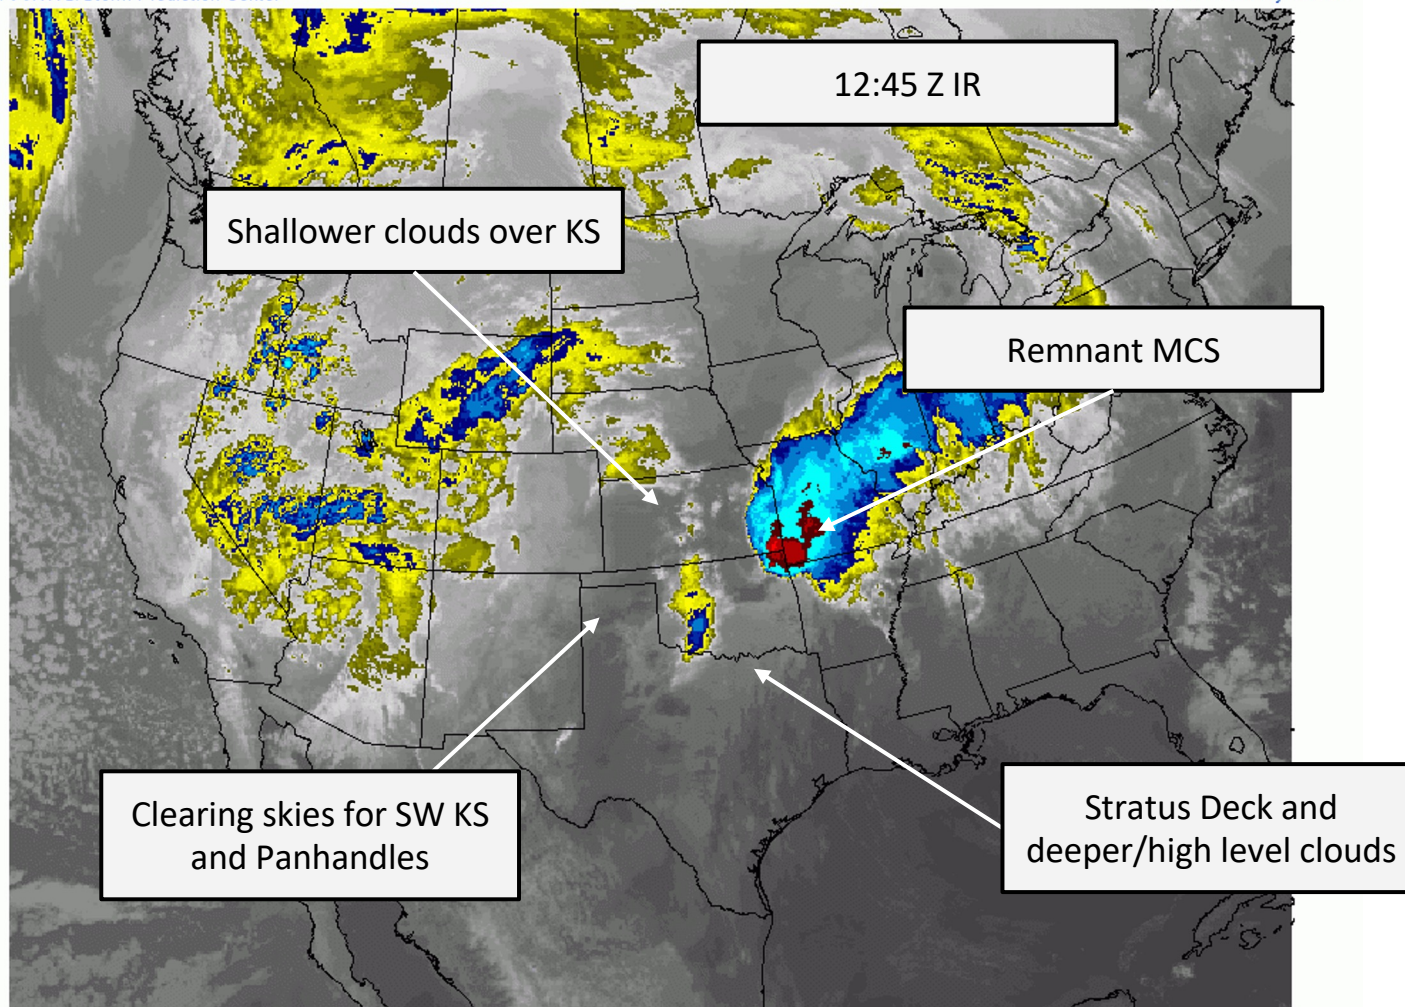 12:45 Z IR
Shallower clouds over KS
Remnant MCS
Clearing skies for SW KS
and Panhandles
Stratus Deck and
deeper/high level clouds